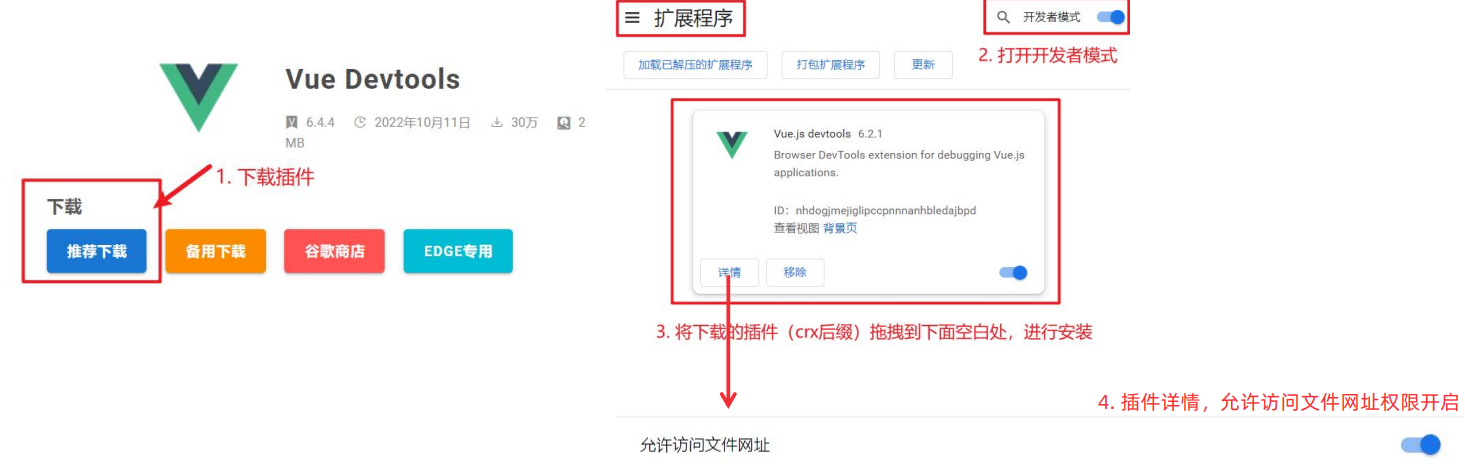 Vue Devtools
6.4.4 2022年10月11日 30万 2
MB
1. 下载插件
下载
推荐下载 备用下载 谷歌商店 EDGE专用
扩展程序
开发者模式
2. 打开开发者模式
加载已解压的扩展程序 打包扩展程序 更新
Vue.js devtools 6.2.1
Browser DevTools extension for debugging Vue.js
applications.
ID：nhdogjmejiglipccpnnnanhbledajbpd
查看视图 背景页
详情 移除
3. 将下载的插件（crx后缀）拖拽到下面空白处，进行安装
4. 插件详情，允许访问文件网址权限开启
允许访问文件网址